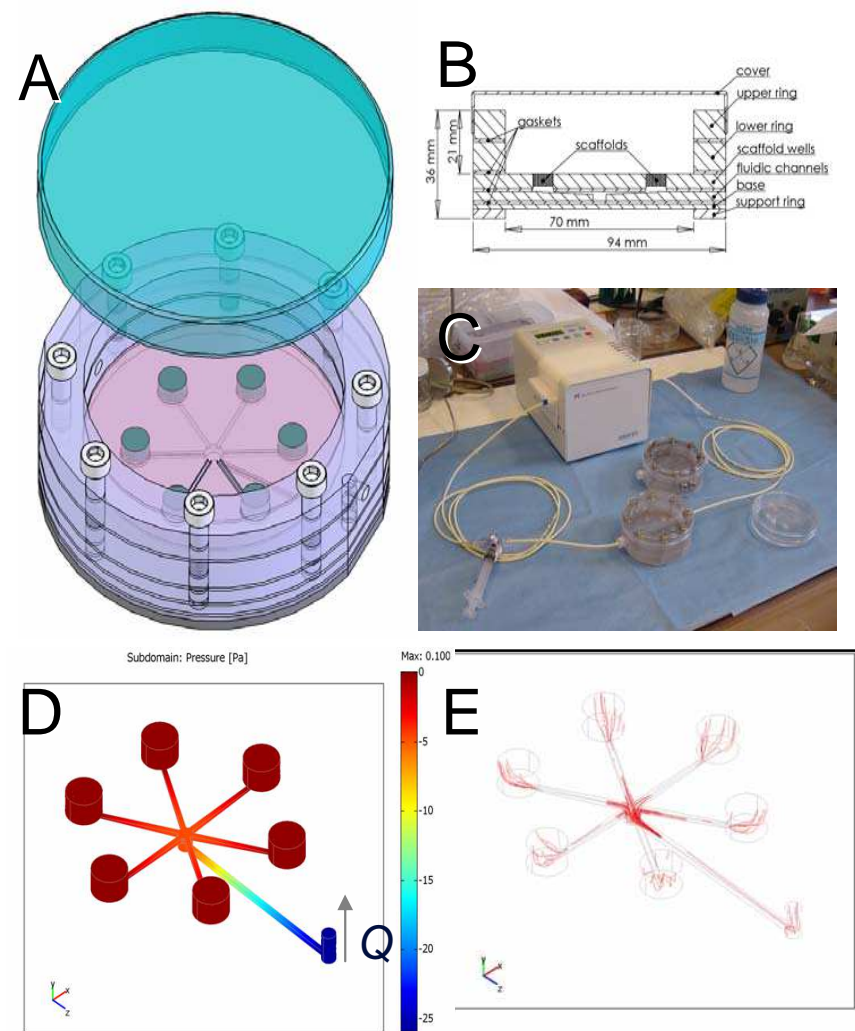 A
B
cover
upper ring
lower ring
scaffold wells
fluidic channels
base
support ring
gaskets
scaffolds
36 mm
21 mm
70 mm
94 mm
C
Subdomain: Pressure [Pa]
Max: 0.100
D
E
0
-5
-10
-15
-20
-25
Q
y
x
z
y
x
z